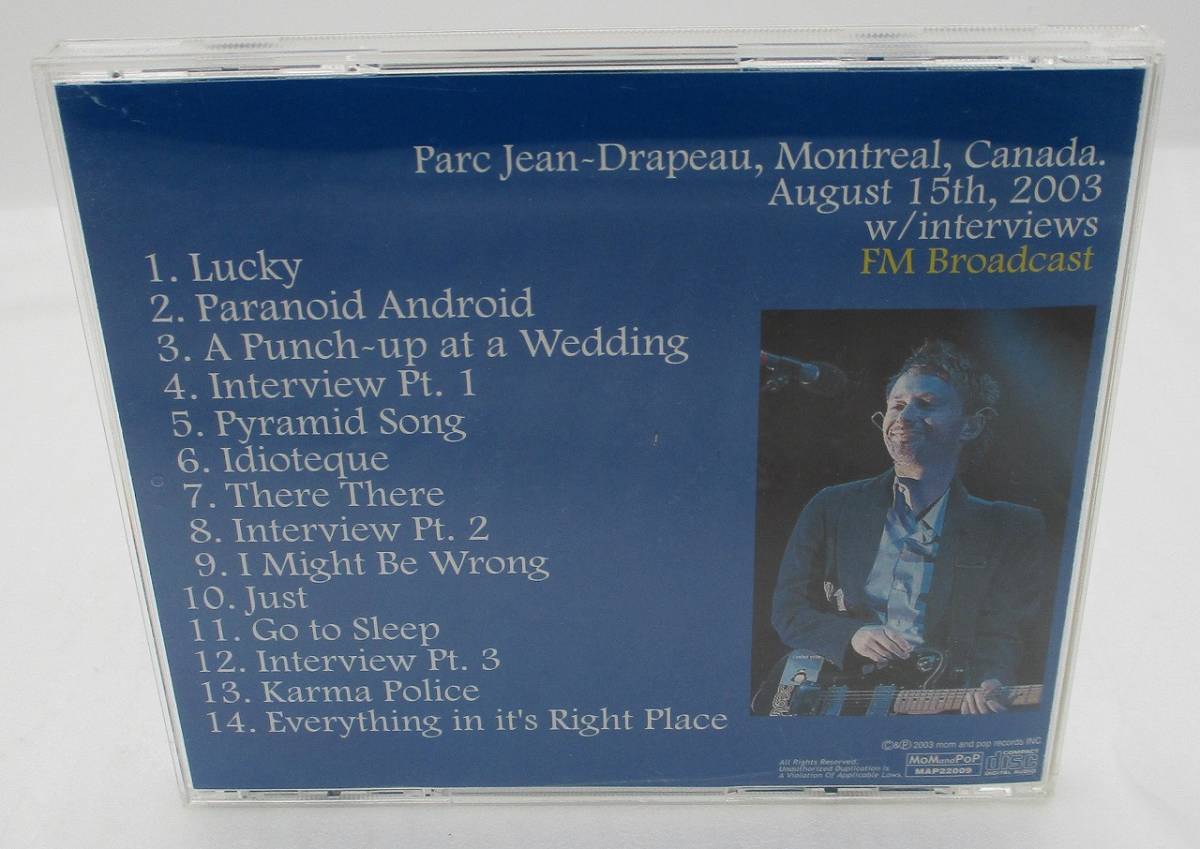 Parc Jean-Drapeau, Montreal, Canada.
August 15th, 2003
w/interviews
FM Broadcast
1. Lucky
2. Paranoid Android
3. A Punch-up at a Wedding
4. Interview Pt. 1
5. Pyramid Song
6. Idioteque
7. There There
8. Interview Pt. 2
9. I Might Be Wrong
10. Just
11. Go to Sleep
12. Interview Pt. 3
13. Karma Police
14. Everything in it's Right Place
©&℗ 2003 mom and pop records INC
All Rights Reserved.
Unauthorized Duplication is
A Violation Of Applicable Laws.
MoMandPoP
MAP22009
COMPACT
disc
DIGITAL AUDIO